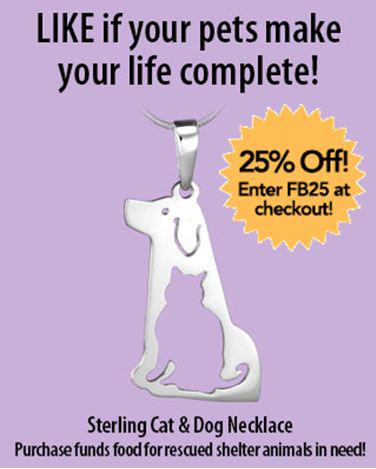 LIKE if your pets make
your life complete!
25% Off!
Enter FB25 at
checkout!
Sterling Cat & Dog Necklace
Purchase funds food for rescued shelter animals in need!